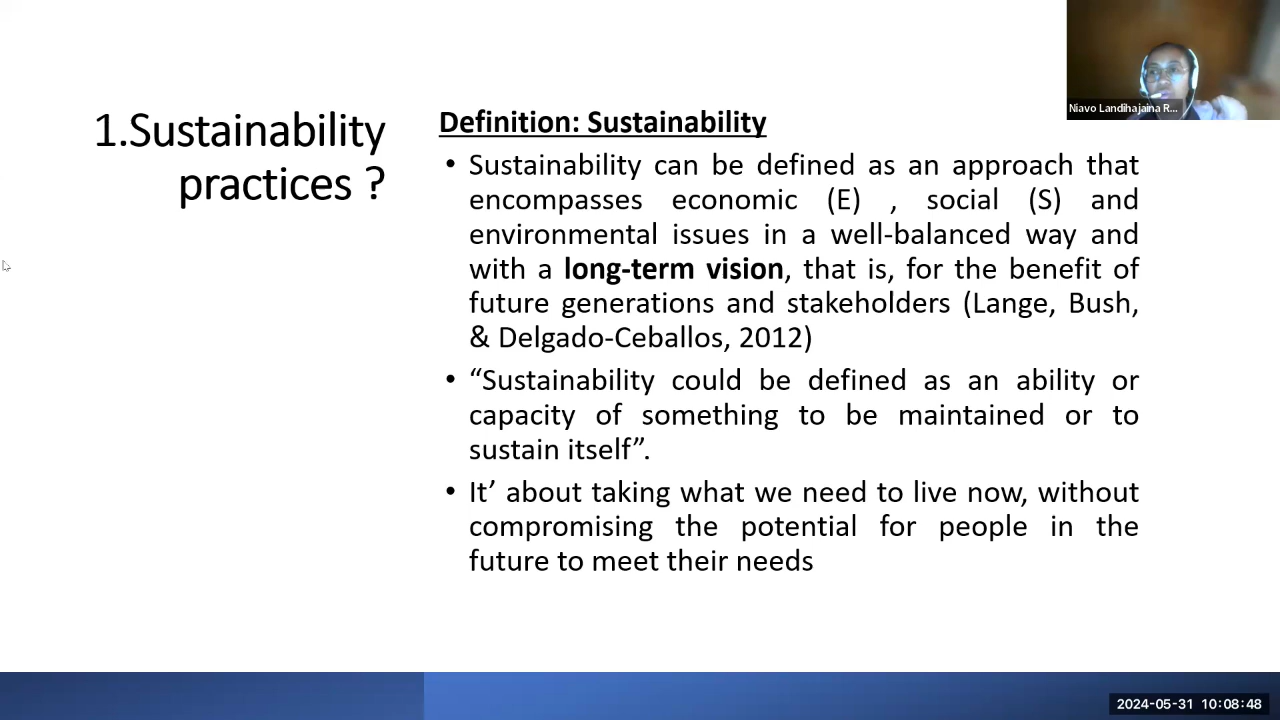 1.Sustainability
practices ?
Definition: Sustainability
• Sustainability can be defined as an approach that
encompasses economic (E) , social (S) and
environmental issues in a well-balanced way and
with a long-term vision, that is, for the benefit of
future generations and stakeholders (Lange, Bush,
& Delgado-Ceballos, 2012)
• “Sustainability could be defined as an ability or
capacity of something to be maintained or to
sustain itself”.
• It’ about taking what we need to live now, without
compromising the potential for people in the
future to meet their needs
Niavo Landihajaina R...
2024-05-31 10:08:48